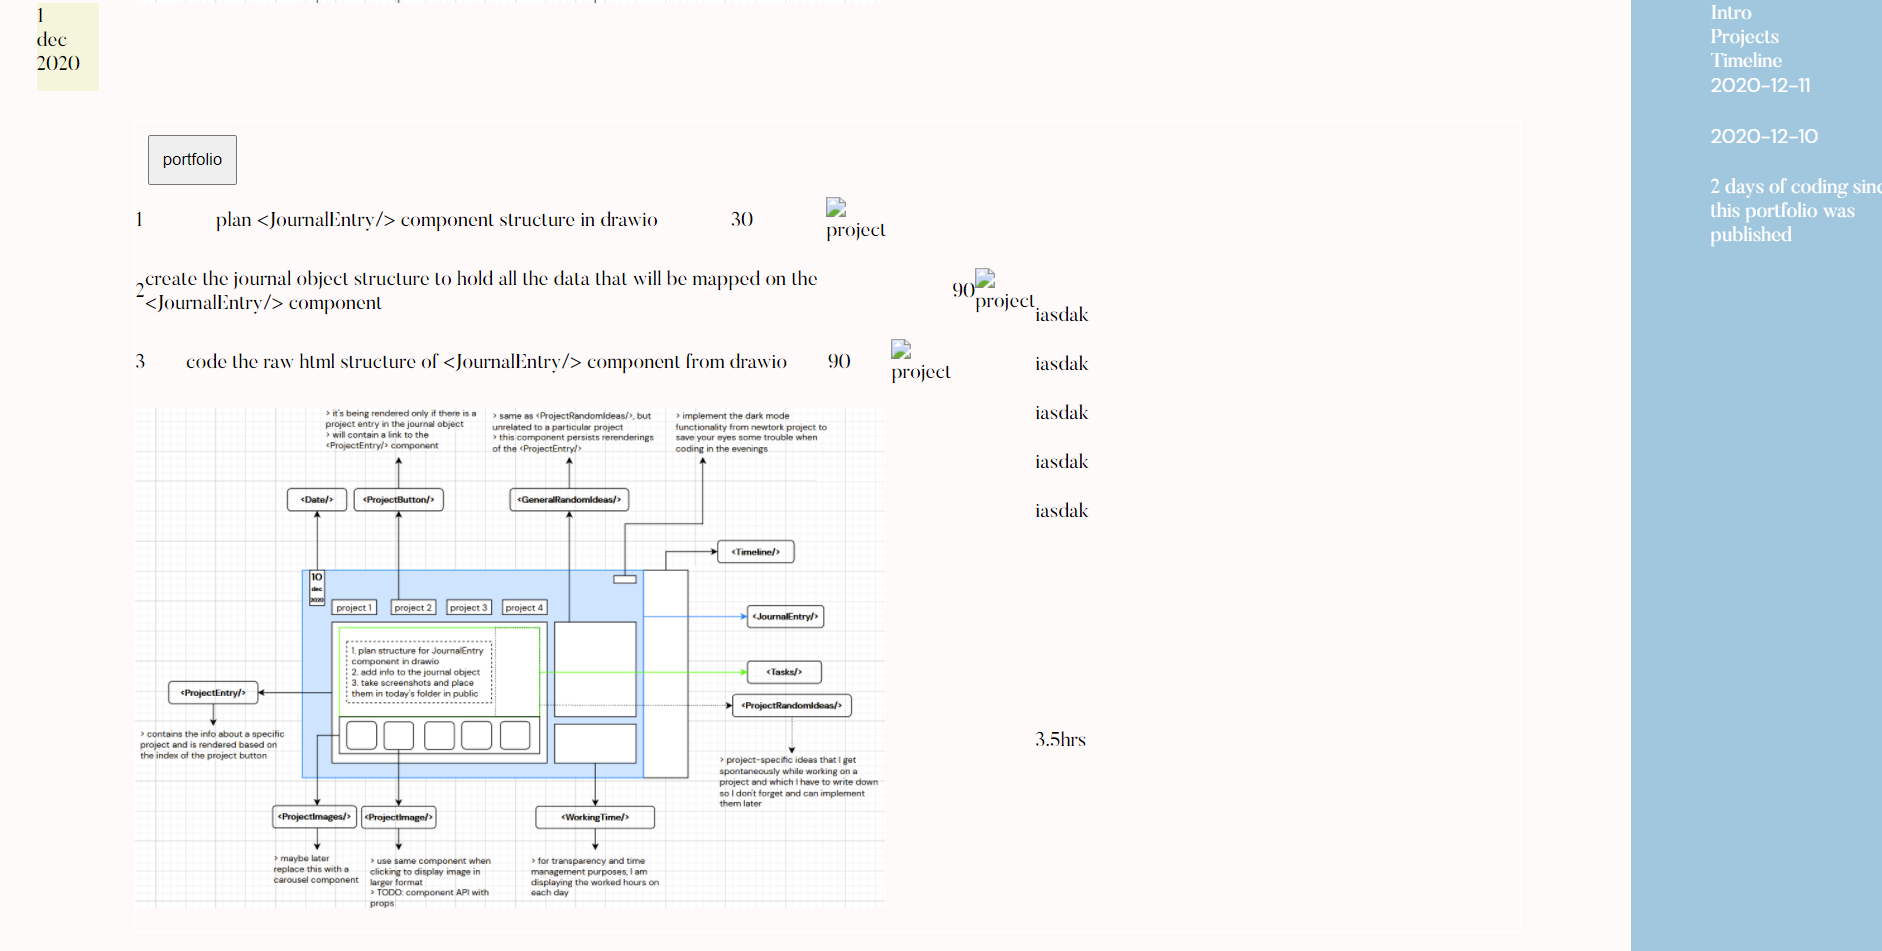 1
dec
2020
portfolio
1 plan <JournalEntry/> component structure in drawio 30 project
2 create the journal object structure to hold all the data that will be mapped on the
<JournalEntry/> component
90 project
3 code the raw html structure of <JournalEntry/> component from drawio 90 project
iasdak
iasdak
iasdak
iasdak
iasdak
3.5hrs
> it's being rendered only if there is a
project entry in the journal object
> will contain a link to the
<ProjectEntry/> component
> same as <ProjectRandomIdeas/>, but
unrelated to a particular project
> this component persists rerenderings
of the <ProjectEntry/>
> implement the dark mode
functionality from newtork project to
save your eyes some trouble when
coding in the evenings
<Date/>
<ProjectButton/>
<GeneralRandomIdeas/>
<Timeline/>
10
dec
2020
project 1
project 2
project 3
project 4
<JournalEntry/>
1. plan structure for JournalEntry
component in drawio
2. add info to the journal object
3. take screenshots and place
them in today's folder in public
<Tasks/>
<ProjectEntry/>
<ProjectRandomIdeas/>
> contains the info about a specific
project and is rendered based on
the index of the project button
> project-specific ideas that I get
spontaneously while working on a
project and which I have to write down
so I don't forget and can implement
them later
<ProjectImages/>
<ProjectImage/>
<WorkingTime/>
> maybe later
replace this with a
carousel component
> use same component when
clicking to display image in
larger format
> TODO: component API with
props
> for transparency and time
management purposes, I am
displaying the worked hours on
each day
Intro
Projects
Timeline
2020-12-11
2020-12-10
2 days of coding sinc
this portfolio was
published